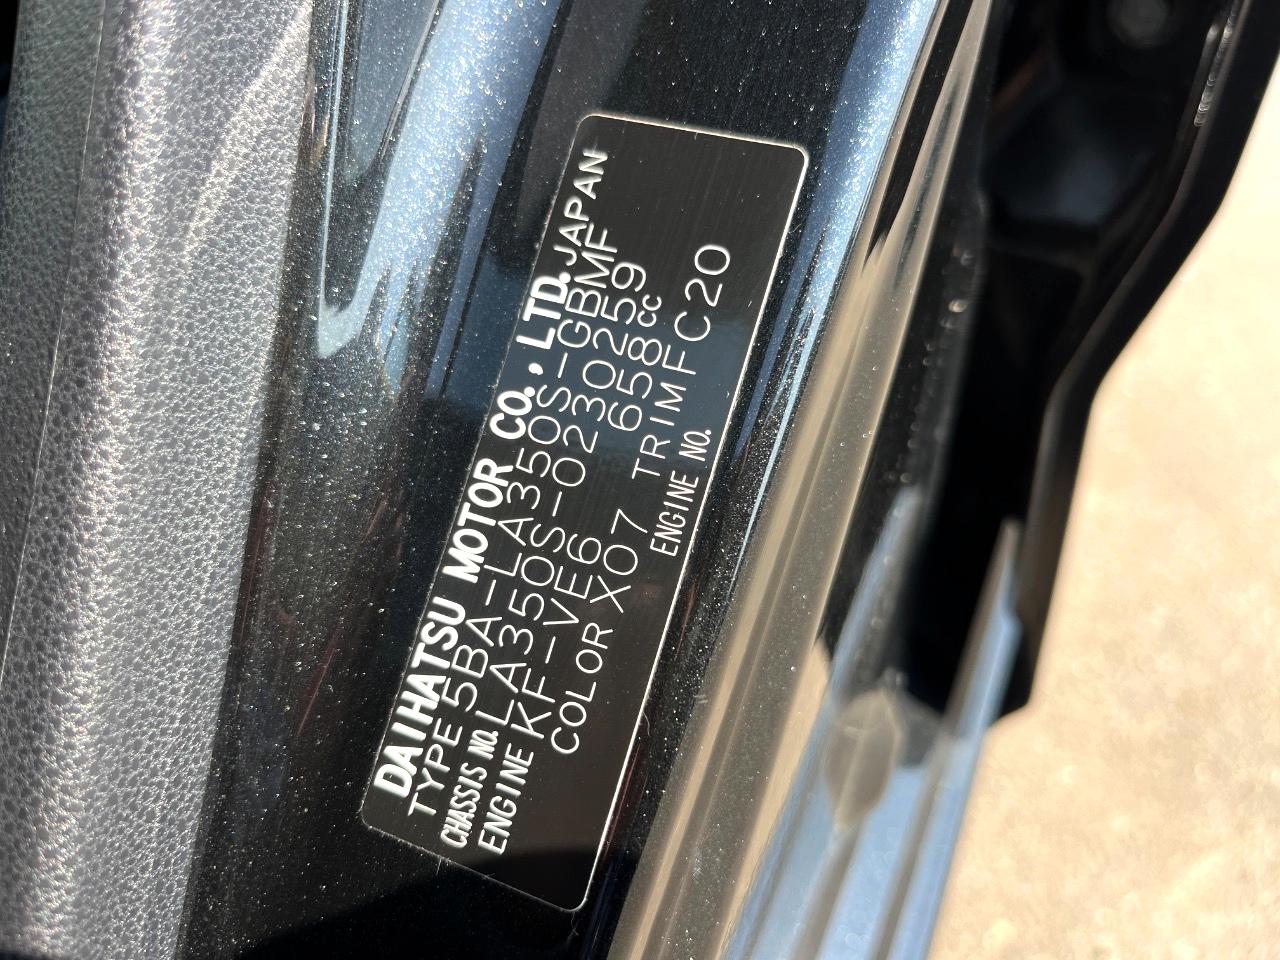 DAIHATSU MOTOR CO., LTD. JAPAN
TYPE 5BA-LA350S-GBMF
CHASSIS NO. LA350S-0230259
ENGINE KF-VE6 658cc
COLOR X07 TRIM FC20
ENGINE NO.